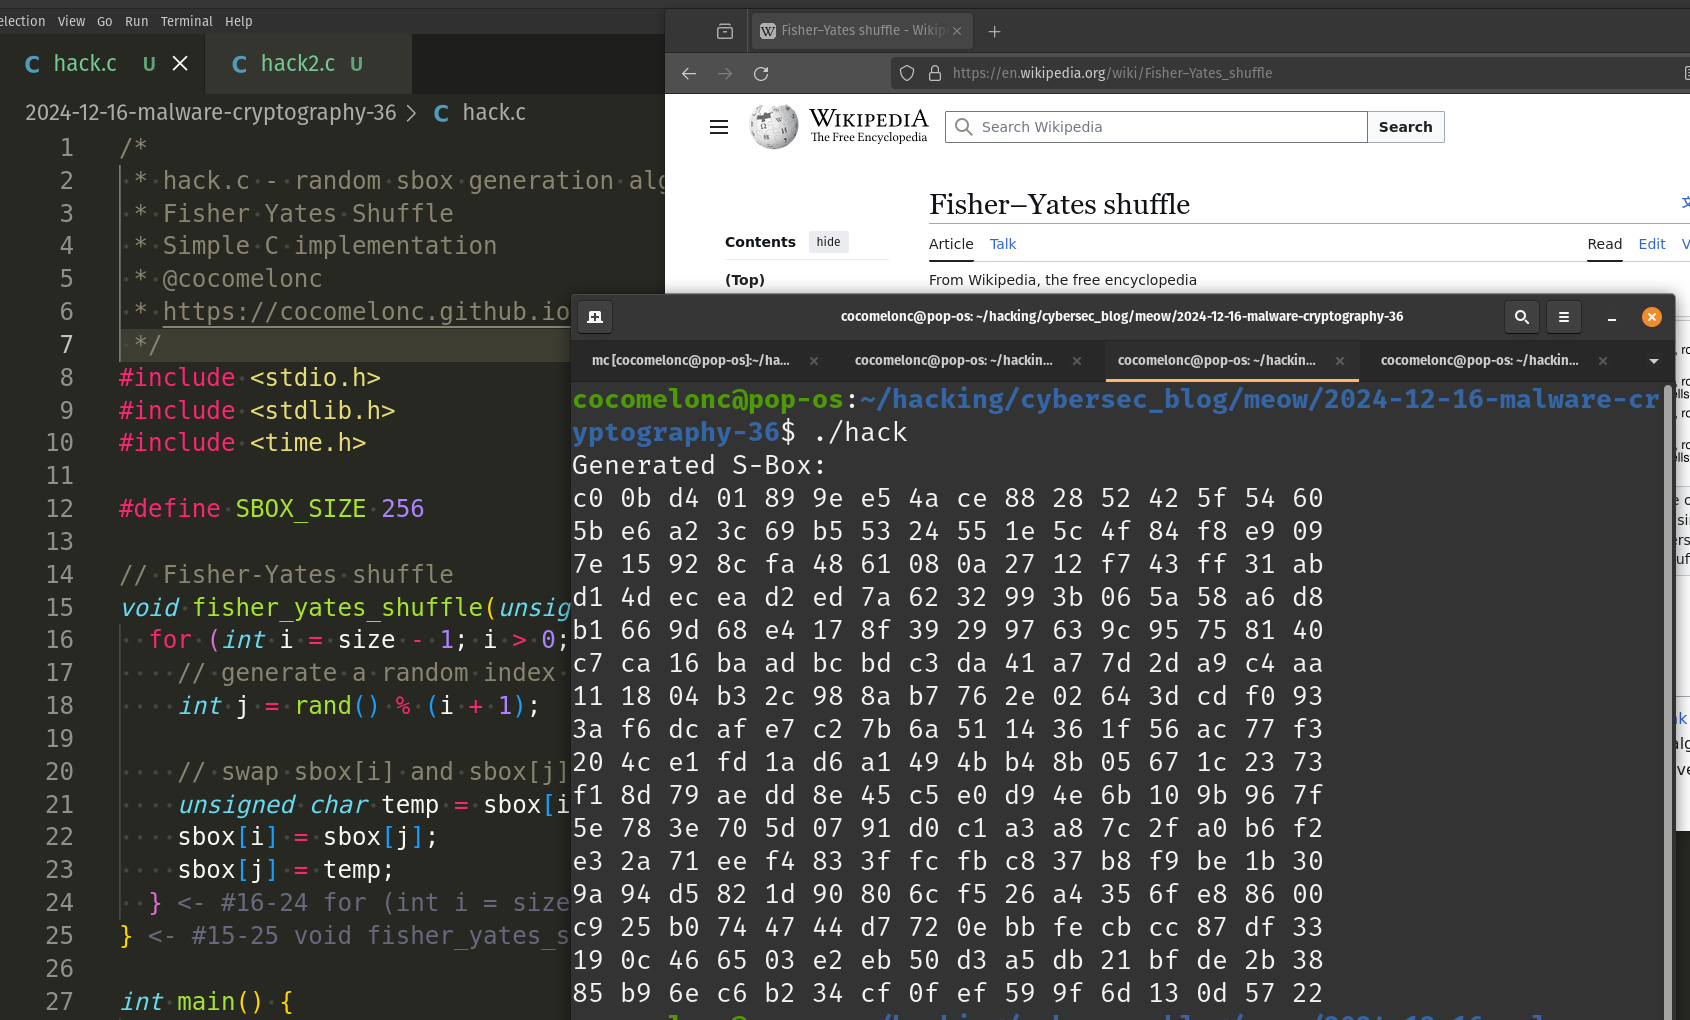 election View Go Run Terminal Help
C hack.c U
C hack2.c U
2024-12-16-malware-cryptography-36 > C hack.c
1 /*
2 * hack.c - random sbox generation alg
3 * Fisher Yates Shuffle
4 * Simple C implementation
5 * @cocomelonc
6 * https://cocomelonc.github.io
7 */
8 #include <stdio.h>
9 #include <stdlib.h>
10 #include <time.h>
11
12 #define SBOX_SIZE 256
13
14 // Fisher-Yates shuffle
15 void fisher_yates_shuffle(unsig
16 for (int i = size - 1; i > 0;
17 // generate a random index
18 int j = rand() % (i + 1);
19
20 // swap sbox[i] and sbox[j]
21 unsigned char temp = sbox[i
22 sbox[i] = sbox[j];
23 sbox[j] = temp;
24 } <- #16-24 for (int i = size
25 } <- #15-25 void fisher_yates_s
26
27 int main() {
Fisher–Yates shuffle - Wikip
https://en.wikipedia.org/wiki/Fisher–Yates_shuffle
WIKIPEDIA
The Free Encyclopedia
Search Wikipedia
Search
Fisher–Yates shuffle
Contents hide
Article Talk
Read Edit V
(Top)
From Wikipedia, the free encyclopedia
cocomelonc@pop-os: ~/hacking/cybersec_blog/meow/2024-12-16-malware-cryptography-36
mc [cocomelonc@pop-os]:~/ha...
cocomelonc@pop-os: ~/hackin...
cocomelonc@pop-os: ~/hackin...
cocomelonc@pop-os: ~/hackin...
cocomelonc@pop-os:~/hacking/cybersec_blog/meow/2024-12-16-malware-cr
yptography-36$ ./hack
Generated S-Box:
c0 0b d4 01 89 9e e5 4a ce 88 28 52 42 5f 54 60
5b e6 a2 3c 69 b5 53 24 55 1e 5c 4f 84 f8 e9 09
7e 15 92 8c fa 48 61 08 0a 27 12 f7 43 ff 31 ab
d1 4d ec ea d2 ed 7a 62 32 99 3b 06 5a 58 a6 d8
b1 66 9d 68 e4 17 8f 39 29 97 63 9c 95 75 81 40
c7 ca 16 ba ad bc bd c3 da 41 a7 7d 2d a9 c4 aa
11 18 04 b3 2c 98 8a b7 76 2e 02 64 3d cd f0 93
3a f6 dc af e7 c2 7b 6a 51 14 36 1f 56 ac 77 f3
20 4c e1 fd 1a d6 a1 49 4b b4 8b 05 67 1c 23 73
f1 8d 79 ae dd 8e 45 c5 e0 d9 4e 6b 10 9b 96 7f
5e 78 3e 70 5d 07 91 d0 c1 a3 a8 7c 2f a0 b6 f2
e3 2a 71 ee f4 83 3f fc fb c8 37 b8 f9 be 1b 30
9a 94 d5 82 1d 90 80 6c f5 26 a4 35 6f e8 86 00
c9 25 b0 74 47 44 d7 72 0e bb fe cb cc 87 df 33
19 0c 46 65 03 e2 eb 50 d3 a5 db 21 bf de 2b 38
85 b9 6e c6 b2 34 cf 0f ef 59 9f 6d 13 0d 57 22